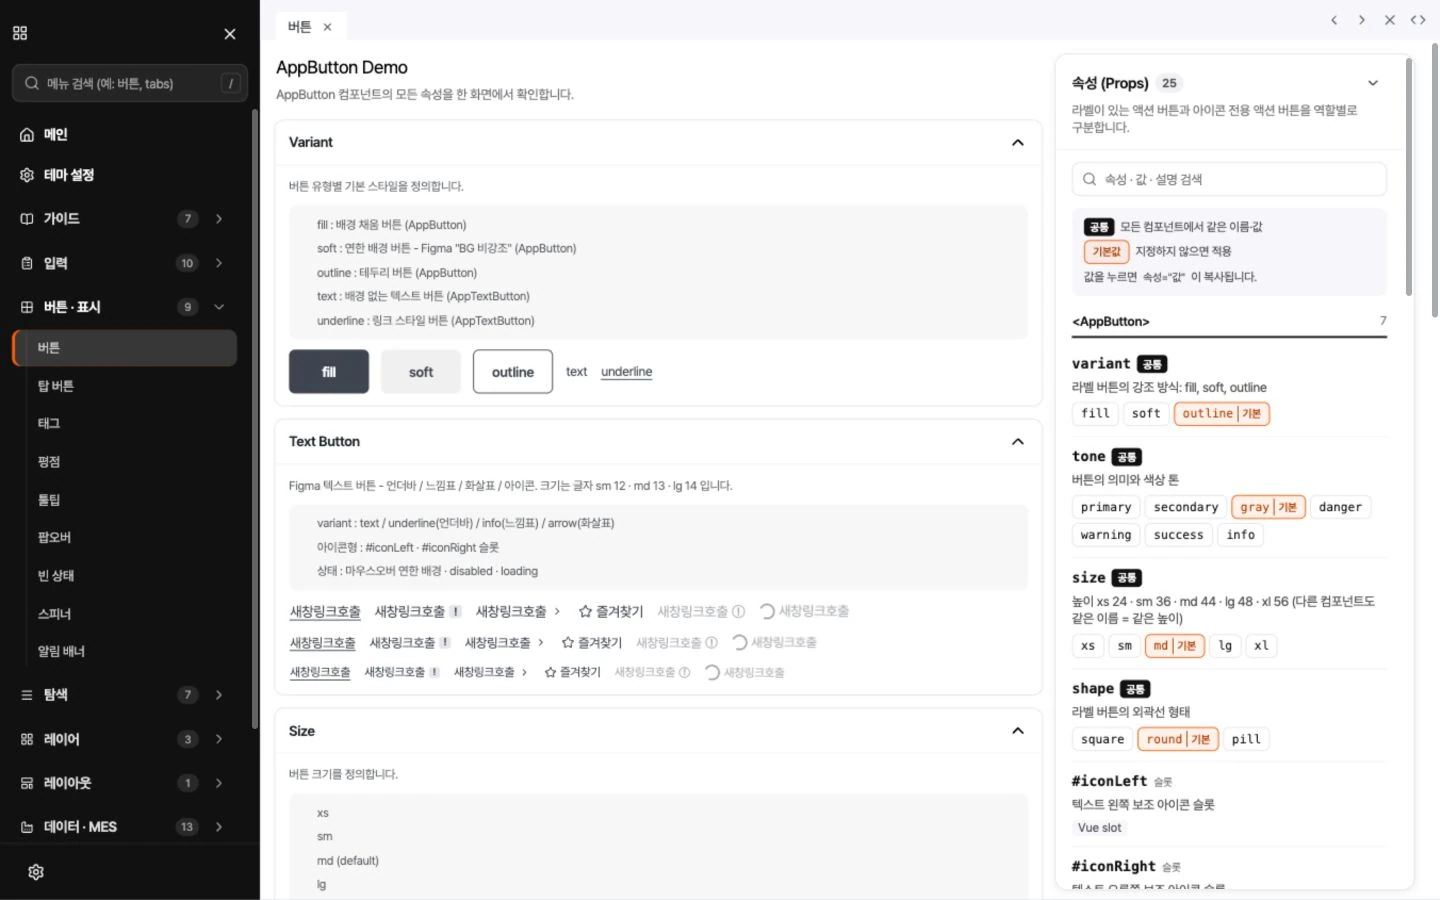 메뉴 검색 (예: 버튼, tabs) /
메인
테마 설정
가이드 7
입력 10
버튼 · 표시 9
버튼
탑 버튼
태그
평점
툴팁
팝오버
빈 상태
스피너
알림 배너
탐색 7
레이어 3
레이아웃 1
데이터 · MES 13
버튼
AppButton Demo
AppButton 컴포넌트의 모든 속성을 한 화면에서 확인합니다.
Variant
버튼 유형별 기본 스타일을 정의합니다.
fill : 배경 채움 버튼 (AppButton)
soft : 연한 배경 버튼 - Figma "BG 비강조" (AppButton)
outline : 테두리 버튼 (AppButton)
text : 배경 없는 텍스트 버튼 (AppTextButton)
underline : 링크 스타일 버튼 (AppTextButton)
fill soft outline text underline
Text Button
Figma 텍스트 버튼 - 언더바 / 느낌표 / 화살표 / 아이콘. 크기는 글자 sm 12 · md 13 · lg 14 입니다.
variant : text / underline(언더바) / info(느낌표) / arrow(화살표)
아이콘형 : #iconLeft · #iconRight 슬롯
상태 : 마우스오버 연한 배경 · disabled · loading
새창링크호출 새창링크호출 ! 새창링크호출 즐겨찾기 새창링크호출 새창링크호출
새창링크호출 새창링크호출 ! 새창링크호출 즐겨찾기 새창링크호출 새창링크호출
새창링크호출 새창링크호출 ! 새창링크호출 즐겨찾기 새창링크호출 새창링크호출
Size
버튼 크기를 정의합니다.
xs
sm
md (default)
lg
속성 (Props) 25
라벨이 있는 액션 버튼과 아이콘 전용 액션 버튼을 역할별로
구분합니다.
속성 · 값 · 설명 검색
공통 모든 컴포넌트에서 같은 이름·값
기본값 지정하지 않으면 적용
값을 누르면 속성="값" 이 복사됩니다.
<AppButton> 7
variant 공통
라벨 버튼의 강조 방식: fill, soft, outline
fill soft outline 기본
tone 공통
버튼의 의미와 색상 톤
primary secondary gray 기본 danger
warning success info
size 공통
높이 xs 24 · sm 36 · md 44 · lg 48 · xl 56 (다른 컴포넌트도
같은 이름 = 같은 높이)
xs sm md 기본 lg xl
shape 공통
라벨 버튼의 외곽선 형태
square round 기본 pill
#iconLeft 슬롯
텍스트 왼쪽 보조 아이콘 슬롯
Vue slot
#iconRight 슬롯
텍스트 오른쪽 보조 아이콘 슬롯